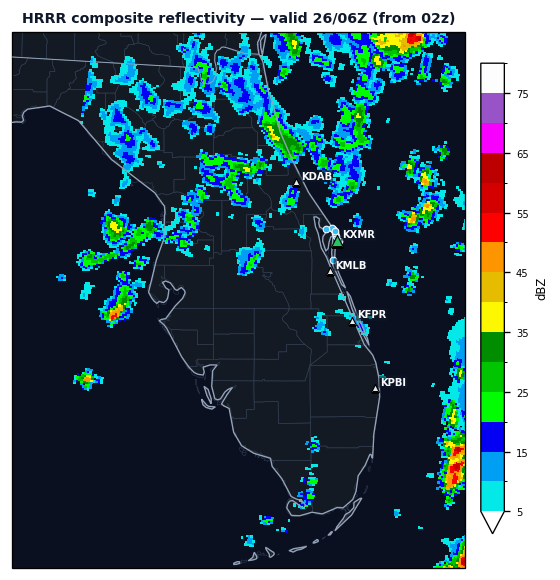 HRRR composite reflectivity — valid 26/06Z (from 02z)
KDAB
KXMR
KMLB
KFPR
KPBI
75
65
55
45
35
25
15
5
dBZ